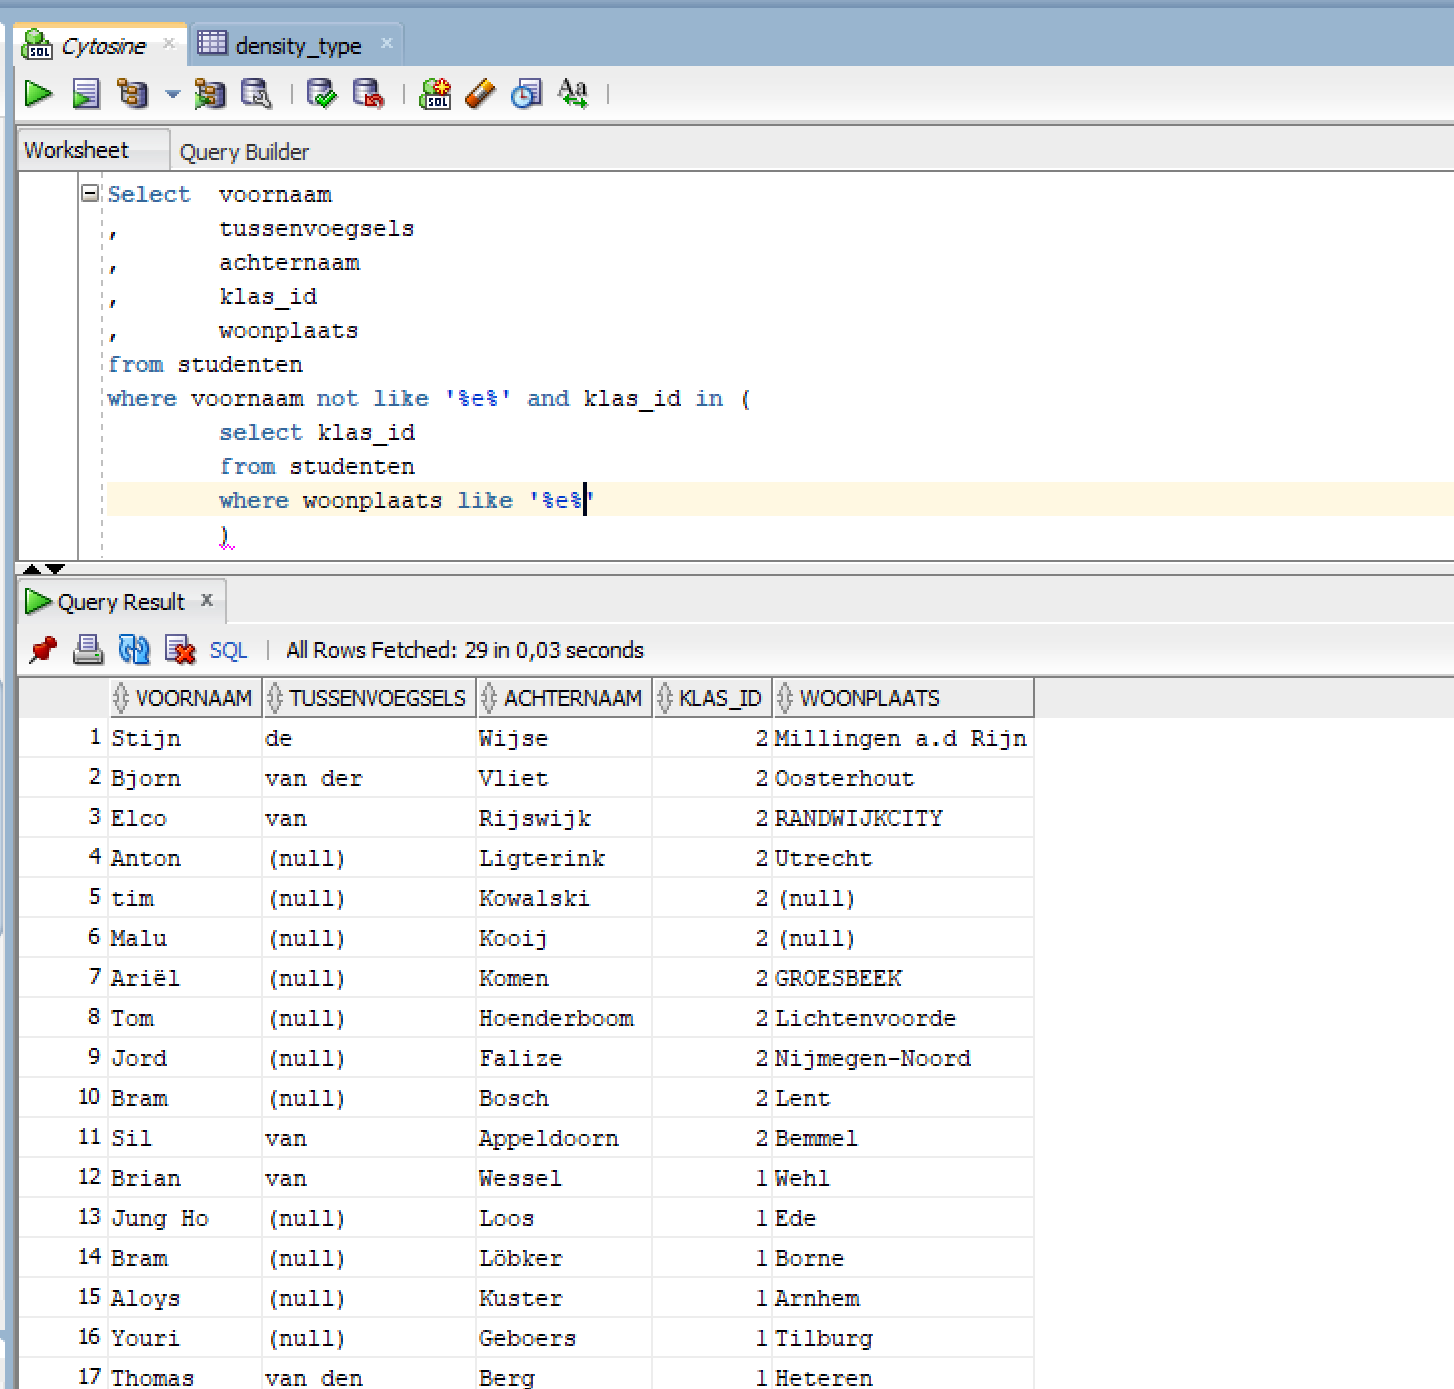 Cytosine density_type
Worksheet Query Builder
Select voornaam
, tussenvoegsels
, achternaam
, klas_id
, woonplaats
from studenten
where voornaam not like '%e%' and klas_id in (
select klas_id
from studenten
where woonplaats like '%e%'
)
Query Result x
SQL | All Rows Fetched: 29 in 0,03 seconds
VOORNAAM TUSSENVOEGSELS ACHTERNAAM KLAS_ID WOONPLAATS
1 Stijn de Wijse 2 Millingen a.d Rijn
2 Bjorn van der Vliet 2 Oosterhout
3 Elco van Rijswijk 2 RANDWIJKCITY
4 Anton (null) Ligterink 2 Utrecht
5 tim (null) Kowalski 2 (null)
6 Malu (null) Kooij 2 (null)
7 Ariël (null) Komen 2 GROESBEEK
8 Tom (null) Hoenderboom 2 Lichtenvoorde
9 Jord (null) Falize 2 Nijmegen-Noord
10 Bram (null) Bosch 2 Lent
11 Sil van Appeldoorn 2 Bemmel
12 Brian van Wessel 1 Wehl
13 Jung Ho (null) Loos 1 Ede
14 Bram (null) Löbker 1 Borne
15 Aloys (null) Kuster 1 Arnhem
16 Youri (null) Geboers 1 Tilburg
17 Thomas van den Berg 1 Heteren